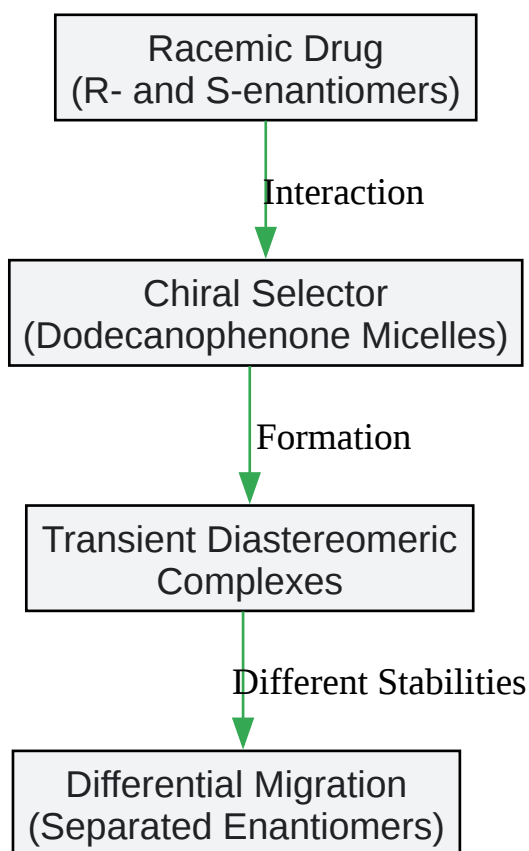 Racemic Drug
(R- and S-enantiomers)
Interaction
Chiral Selector
(Dodecanophenone Micelles)
Formation
Transient Diastereomeric
Complexes
Different Stabilities
Differential Migration
(Separated Enantiomers)